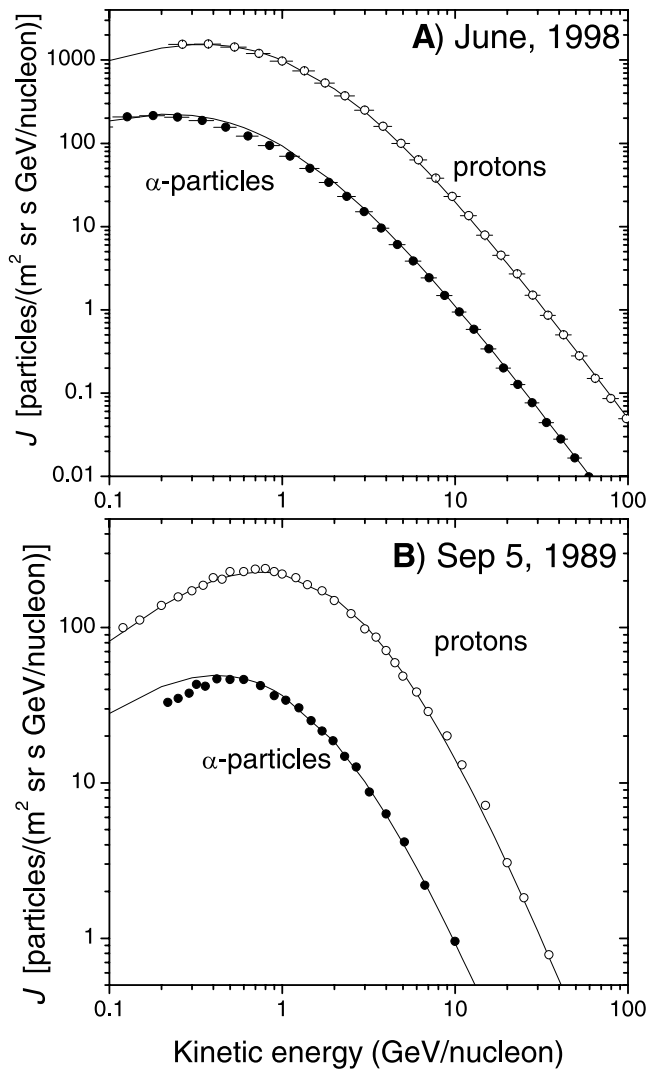 A) June, 1998
1000
100
10
1
0.1
0.01
J [particles/(m² sr s GeV/nucleon)]
protons
α-particles
0.1 1 10 100
B) Sep 5, 1989
100
10
1
J [particles/(m² sr s GeV/nucleon)]
protons
α-particles
0.1 1 10 100
Kinetic energy (GeV/nucleon)